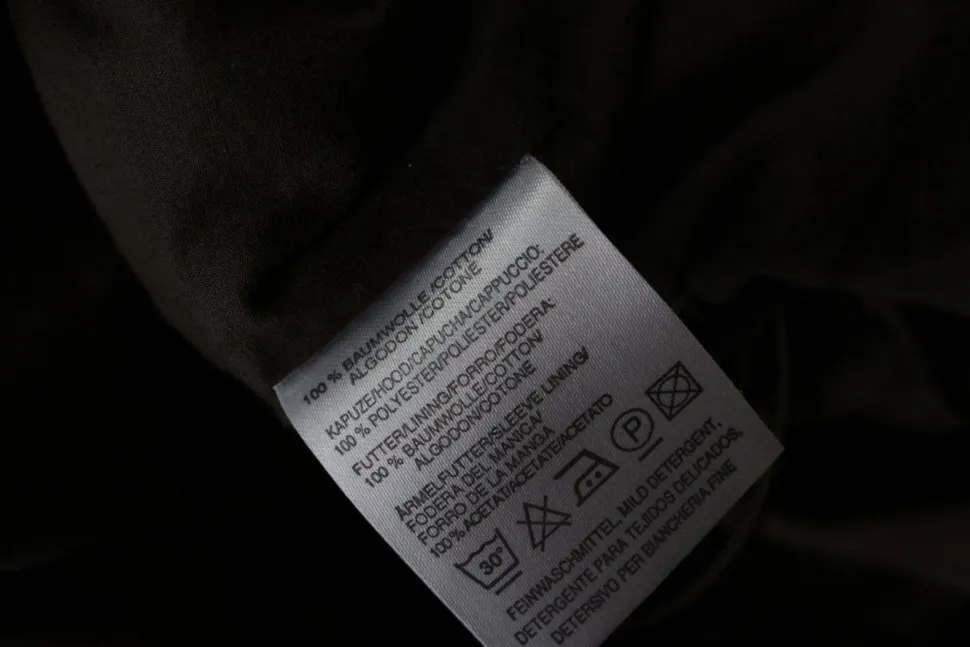 100 % BAUMWOLLE /COTTON/
ALGODON /COTONE
KAPUZE/HOOD/CAPUCHA/CAPPUCCIO:
100 % POLYESTER/POLIESTER/POLIESTERE
FUTTER/LINING/FORRO/FODERA:
100 % BAUMWOLLE/COTTON/
ALGODON/COTONE
ÄRMELFUTTER/SLEEVE LINING/
FODERA DEL MANICA/
FORRO DE LA MANGA
100 % ACETAT/ACETATE/ACETATO
30° P
FEINWASCHMITTEL, MILD DETERGENT,
DETERGENTE PARA TEJIDOS DELICADOS,
DETERSIVO PER BIANCHERIA FINE